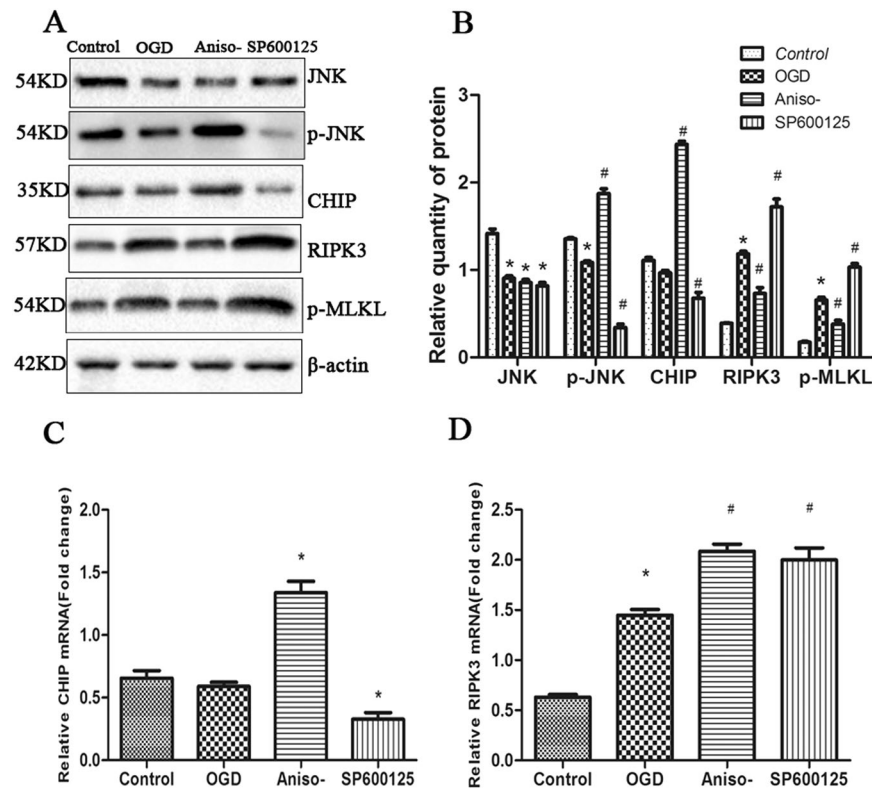 A
Control OGD Aniso- SP600125
54KD JNK
54KD p-JNK
35KD CHIP
57KD RIPK3
54KD p-MLKL
42KD β-actin
B
Control
OGD
Aniso-
SP600125
Relative quantity of protein
3
2
1
0
# # # # # # # #
* * * * * *
JNK p-JNK CHIP RIPK3 p-MLKL
C
Relative CHIP mRNA(Fold change)
2.0
1.5
1.0
0.5
0.0
*
*
Control OGD Aniso- SP600125
D
Relative RIPK3 mRNA(Fold change)
2.5
2.0
1.5
1.0
0.5
0.0
* # #
Control OGD Aniso- SP600125